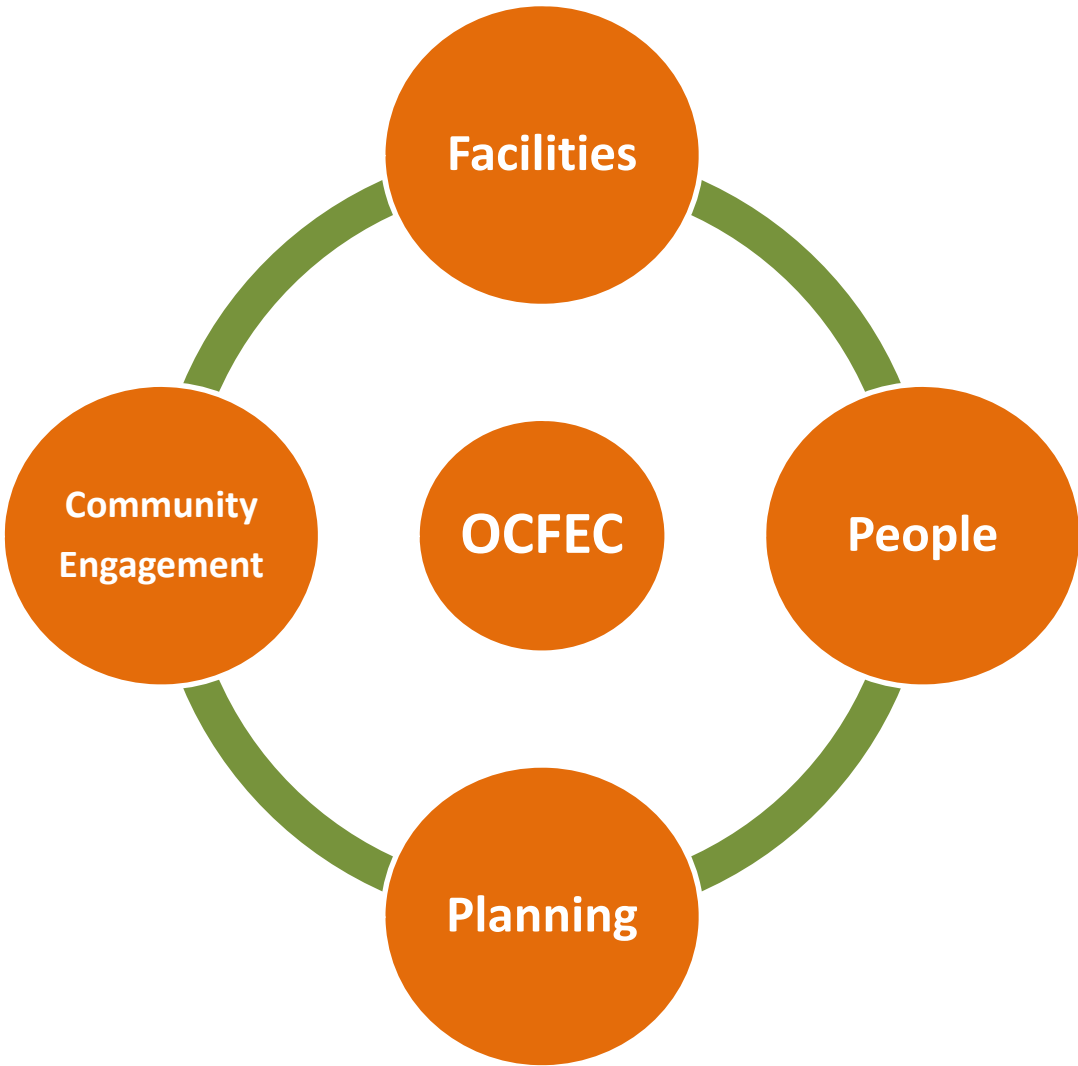 Facilities
Community
Engagement
OCFEC
People
Planning